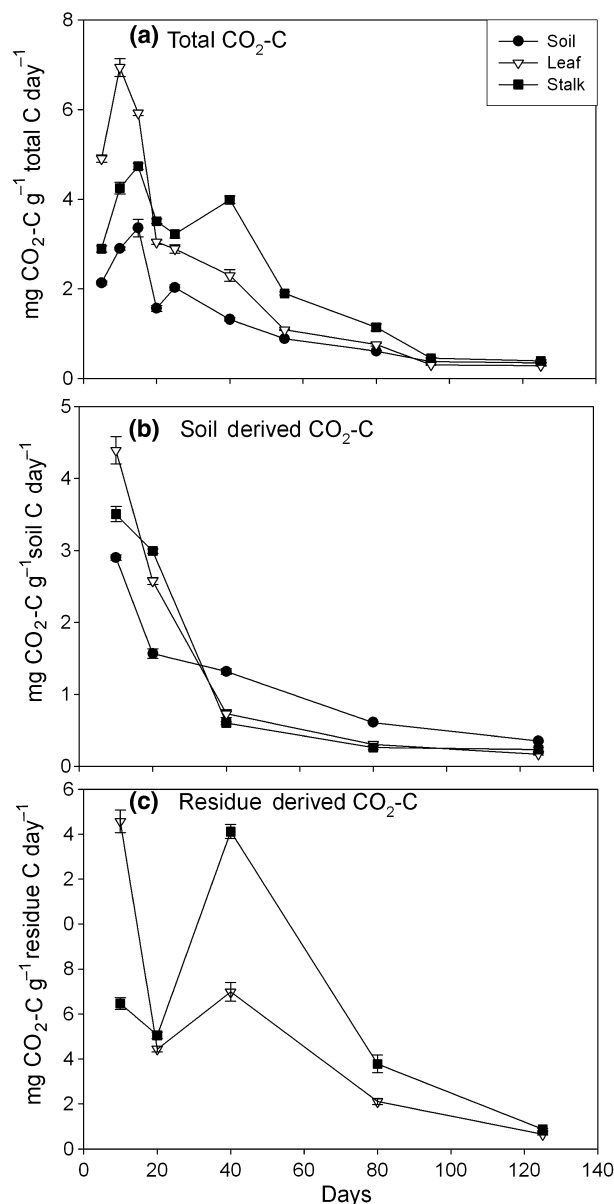 (a) Total CO₂-C
Soil
Leaf
Stalk
8
6
4
2
0
mg CO₂-C g⁻¹ total C day⁻¹
(b) Soil derived CO₂-C
5
4
3
2
1
0
mg CO₂-C g⁻¹soil C day⁻¹
(c) Residue derived CO₂-C
6
4
2
0
8
6
4
2
0
mg CO₂-C g⁻¹residue C day⁻¹
0 20 40 60 80 100 120 140
Days